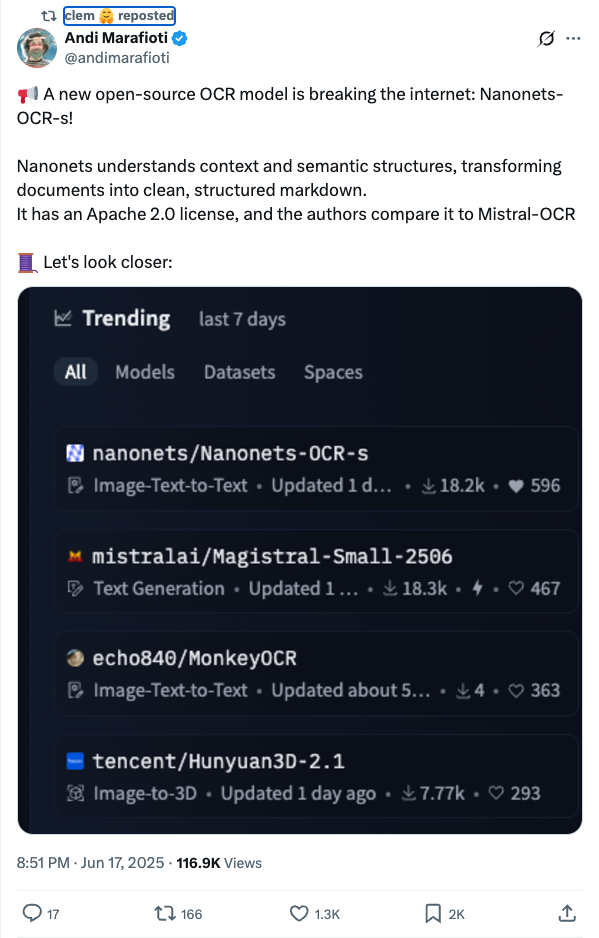 clem 🤗 reposted
Andi Marafioti
@andimarafioti
📢 A new open-source OCR model is breaking the internet: Nanonets-
OCR-s!
Nanonets understands context and semantic structures, transforming
documents into clean, structured markdown.
It has an Apache 2.0 license, and the authors compare it to Mistral-OCR
🧵 Let's look closer:
Trending last 7 days
All Models Datasets Spaces
nanonets/Nanonets-OCR-s
Image-Text-to-Text • Updated 1 d... • 18.2k • 596
mistralai/Magistral-Small-2506
Text Generation • Updated 1 ... • 18.3k • • 467
echo840/MonkeyOCR
Image-Text-to-Text • Updated about 5... • 4 • 363
tencent/Hunyuan3D-2.1
Image-to-3D • Updated 1 day ago • 7.77k • 293
8:51 PM · Jun 17, 2025 · 116.9K Views
17 166 1.3K 2K